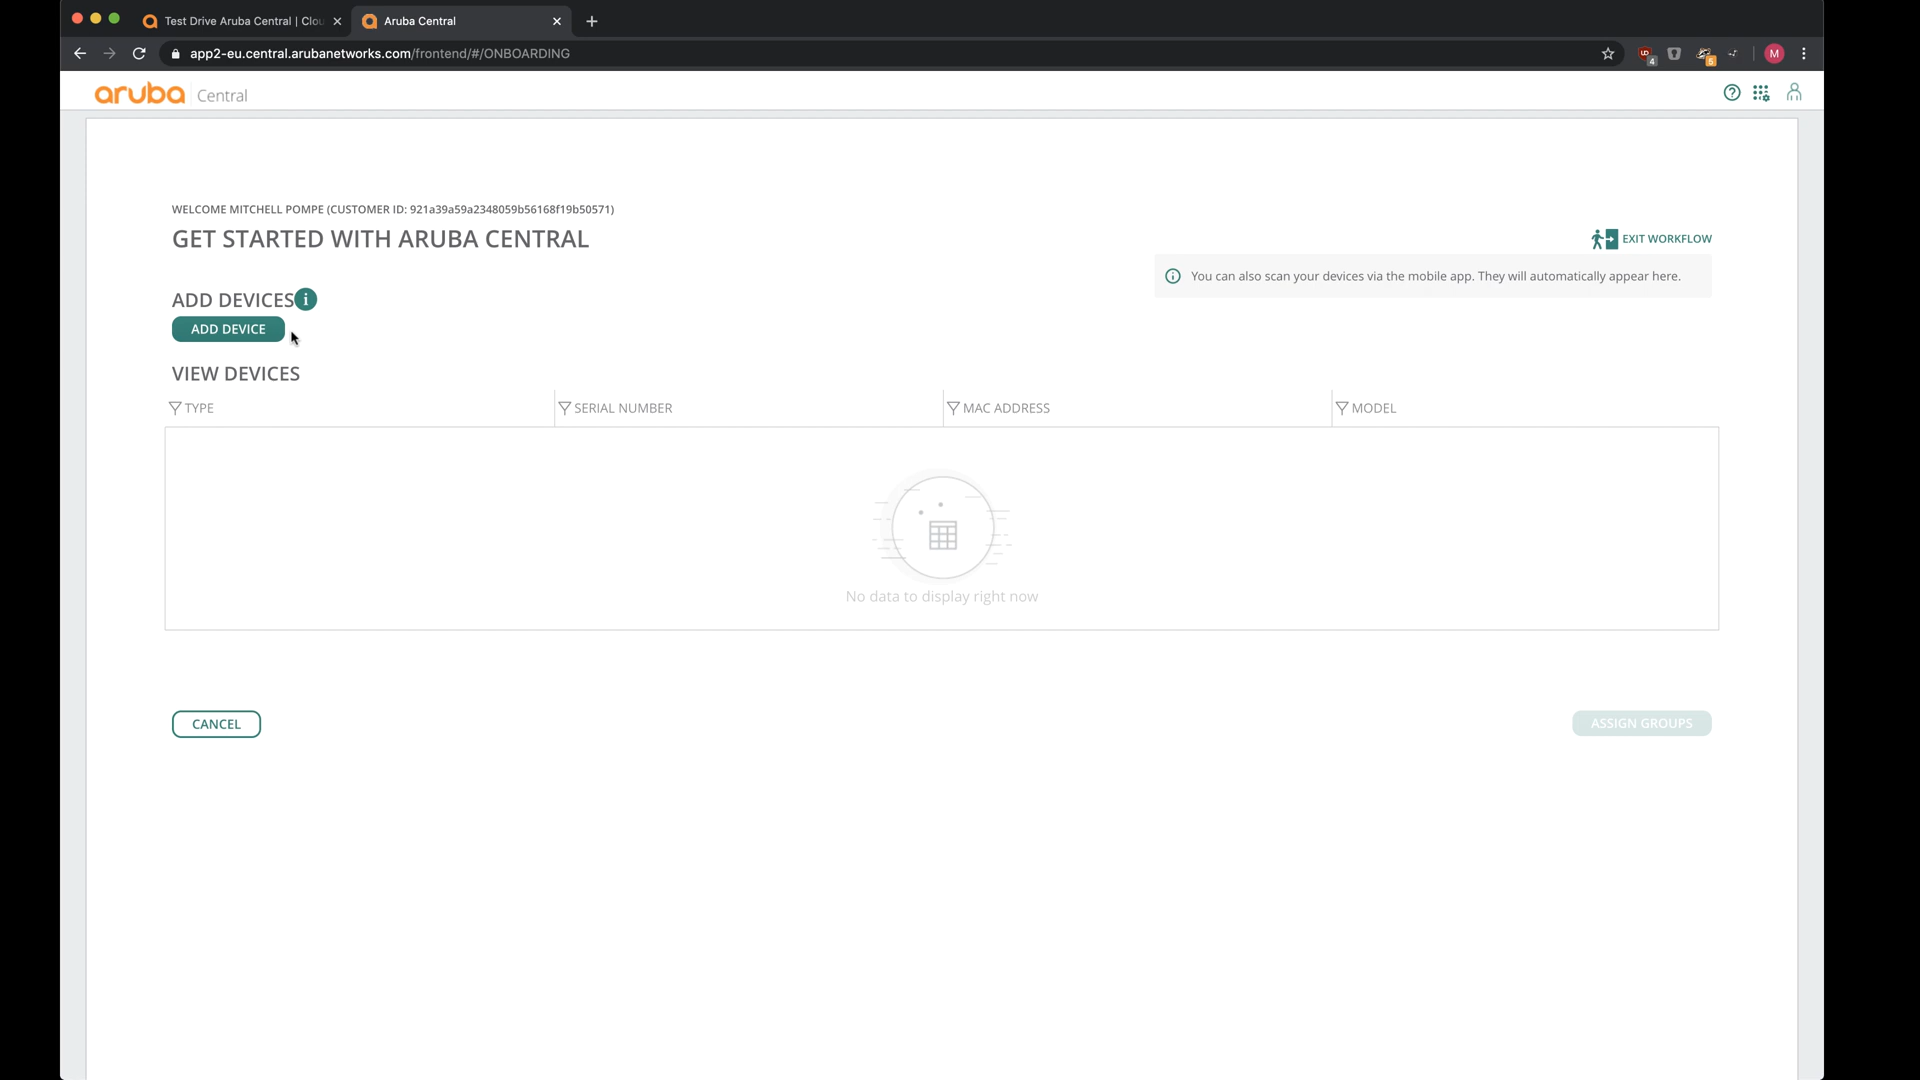 Test Drive Aruba Central | Clou
Aruba Central
app2-eu.central.arubanetworks.com/frontend/#/ONBOARDING
4
5
M
aruba Central
WELCOME MITCHELL POMPE (CUSTOMER ID: 921a39a59a2348059b56168f19b50571)
GET STARTED WITH ARUBA CENTRAL
EXIT WORKFLOW
You can also scan your devices via the mobile app. They will automatically appear here.
ADD DEVICES
ADD DEVICE
VIEW DEVICES
TYPE SERIAL NUMBER MAC ADDRESS MODEL
No data to display right now
CANCEL
ASSIGN GROUPS